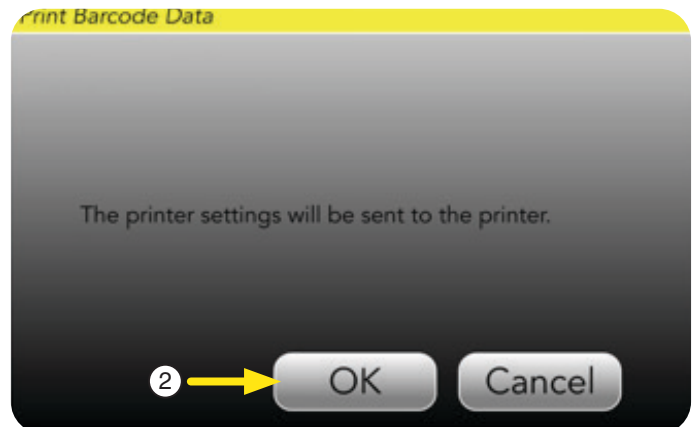 Print Barcode Data
The printer settings will be sent to the printer.
2
OK
Cancel